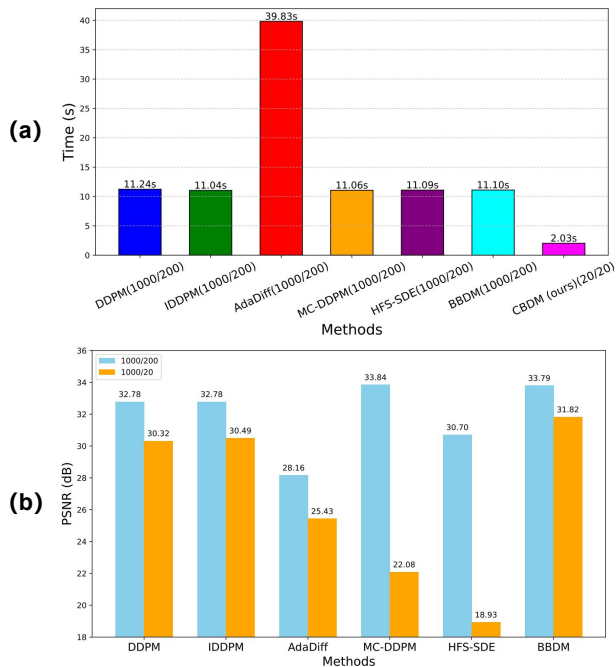 (a)
Time (s)
40
35
30
25
20
15
10
5
0
11.24s
11.04s
39.83s
11.06s
11.09s
11.10s
2.03s
DDPM(1000/200)
IDDPM(1000/200)
AdaDiff(1000/200)
MC-DDPM(1000/200)
HFS-SDE(1000/200)
BBDM(1000/200)
CBDM (ours)(20/20)
Methods
(b)
PSNR (dB)
36
34
32
30
28
26
24
22
20
18
1000/200
1000/20
32.78
30.32
32.78
30.49
28.16
25.43
33.84
22.08
30.70
18.93
33.79
31.82
DDPM
IDDPM
AdaDiff
MC-DDPM
HFS-SDE
BBDM
Methods